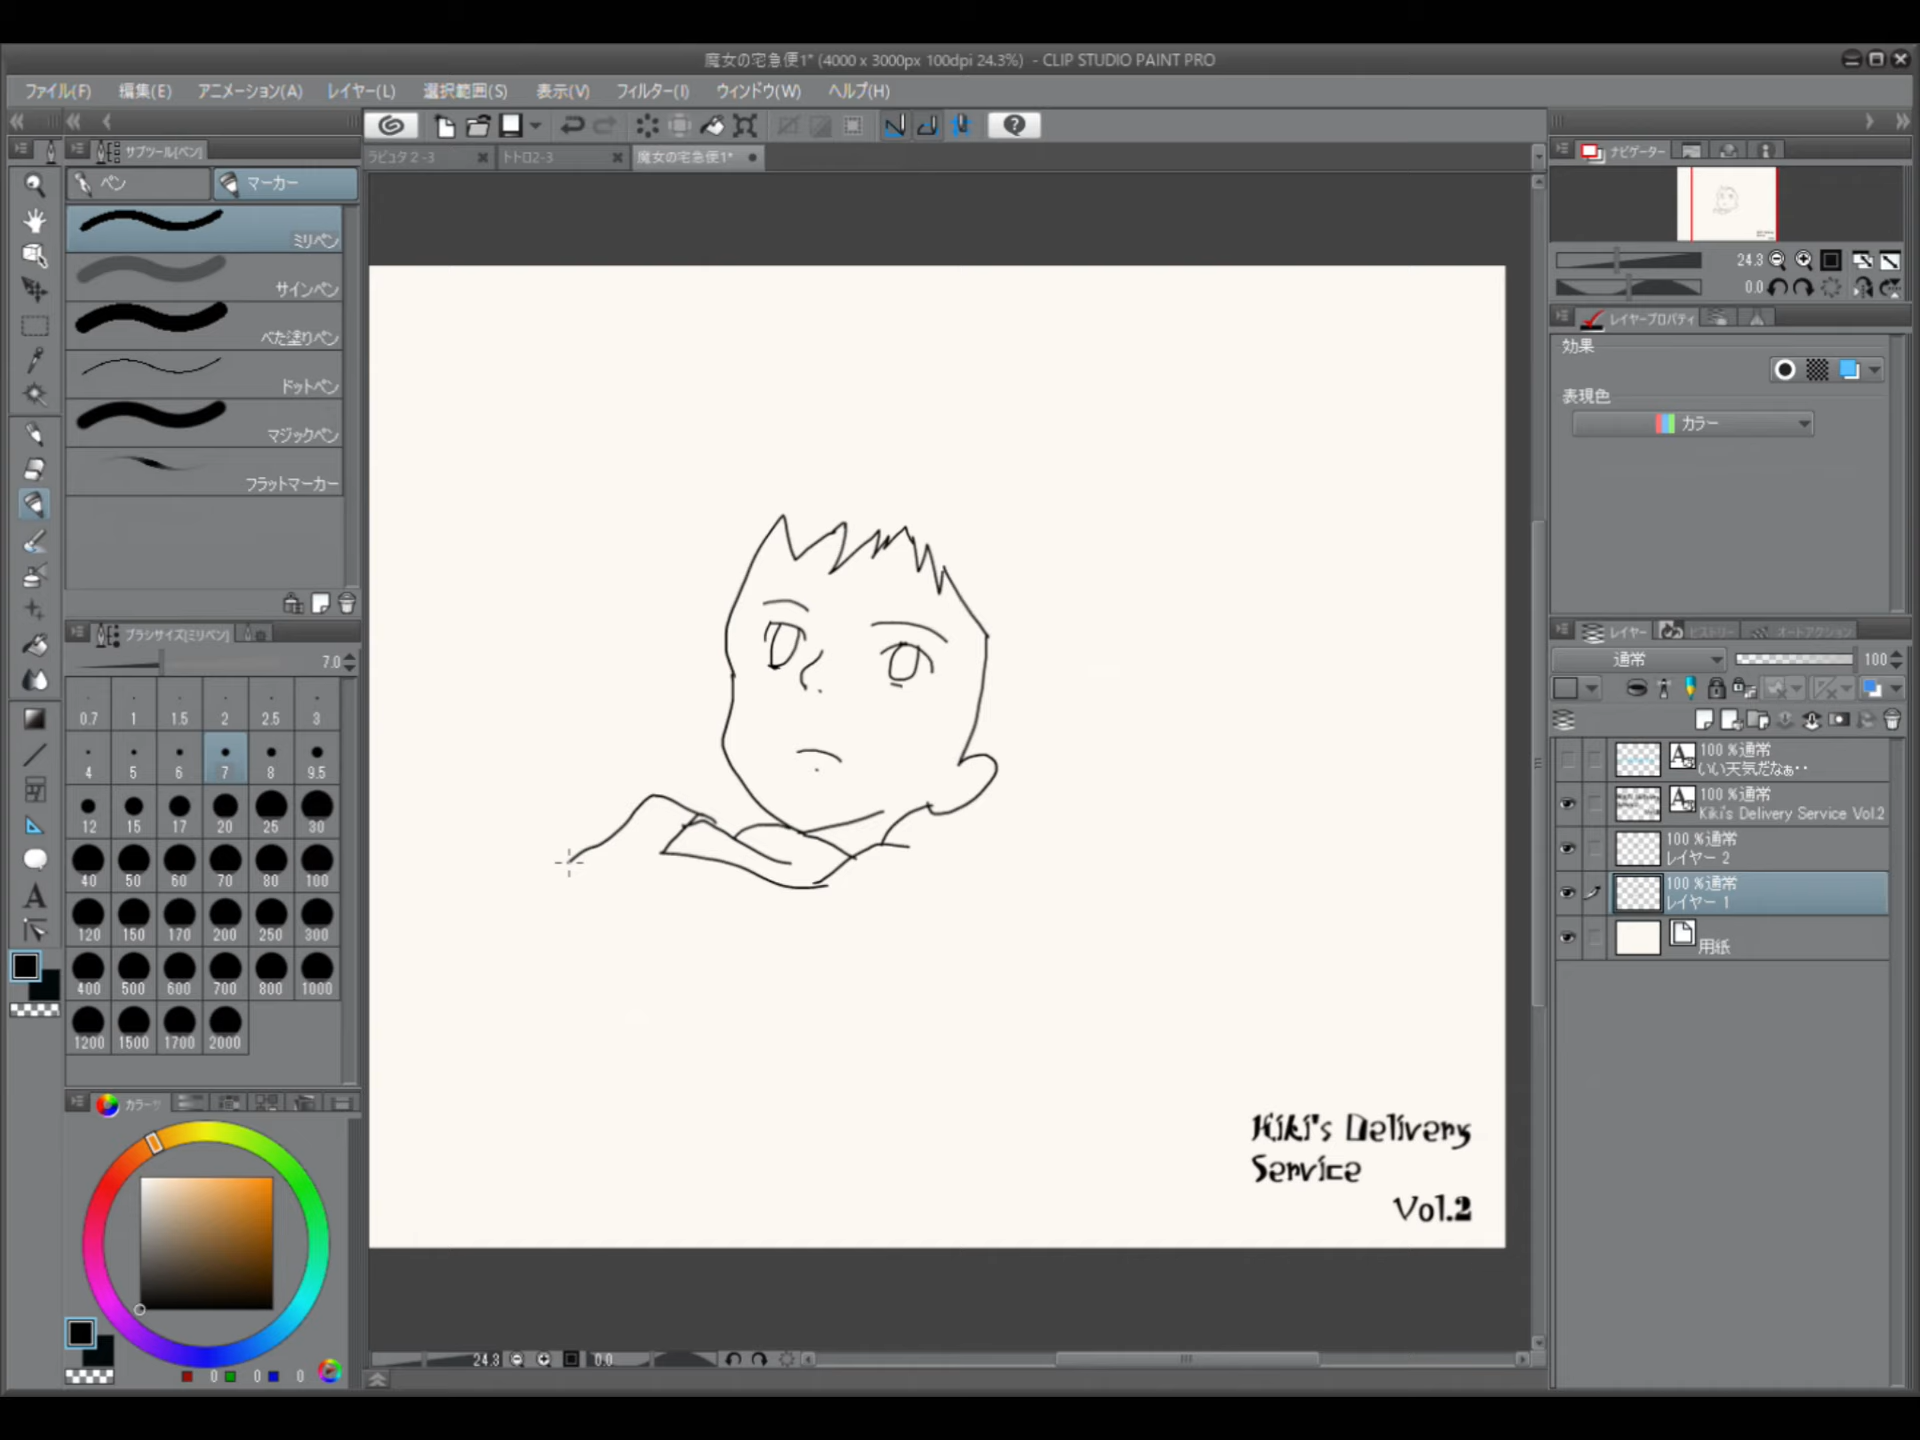 魔女の宅急便1* (4000 x 3000px 100dpi 24.3%) - CLIP STUDIO PAINT PRO
ファイル(F) 編集(E) アニメーション(A) レイヤー(L) 選択範囲(S) 表示(V) フィルター(I) ウィンドウ(W) ヘルプ(H)
サブツール[ペン]
ラピュタ2-3 トトロ2-3 魔女の宅急便1*
ペン マーカー
ミリペン
サインペン
べた塗りペン
ドットペン
マジックペン
フラットマーカー
ブラシサイズ[ミリペン]
7.0
0.7 1 1.5 2 2.5 3
4 5 6 7 8 9.5
12 15 17 20 25 30
40 50 60 70 80 100
120 150 170 200 250 300
400 500 600 700 800 1000
1200 1500 1700 2000
カラーサ
0 0 0
Kiki's Delivery
Service
Vol.2
24.3 0.0
ナビゲーター
24.3
0.0
レイヤープロパティ
効果
表現色
カラー
レイヤー ヒストリー オートアクション
通常 100
100 %通常
いい天気だなぁ‥
100 %通常
Kiki's Delivery Service Vol.2
100 %通常
レイヤー 2
100 %通常
レイヤー 1
用紙